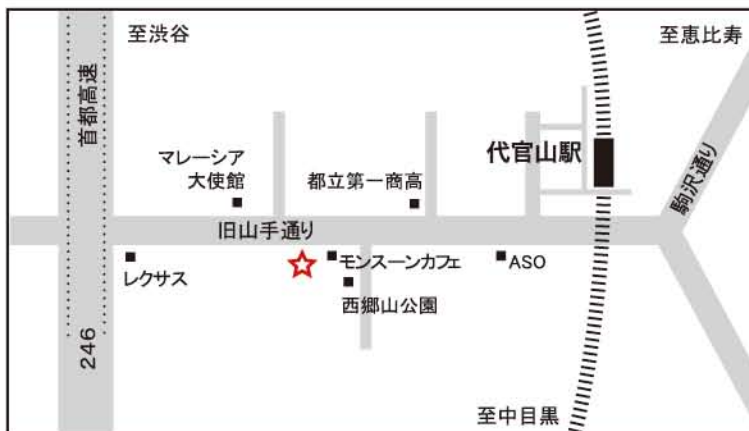 至渋谷
至恵比寿
首都高速
マレーシア
大使館
都立第一商高
代官山駅
駒沢通り
旧山手通り
レクサス
モンスーンカフェ
ASO
西郷山公園
246
至中目黒